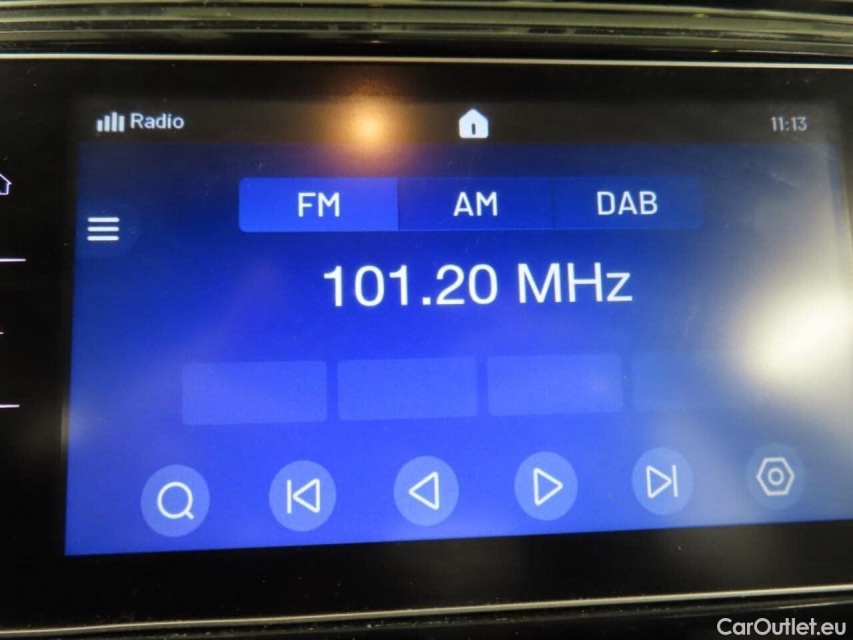 Radio
11:13
FM AM DAB
101.20 MHz
CarOutlet.eu